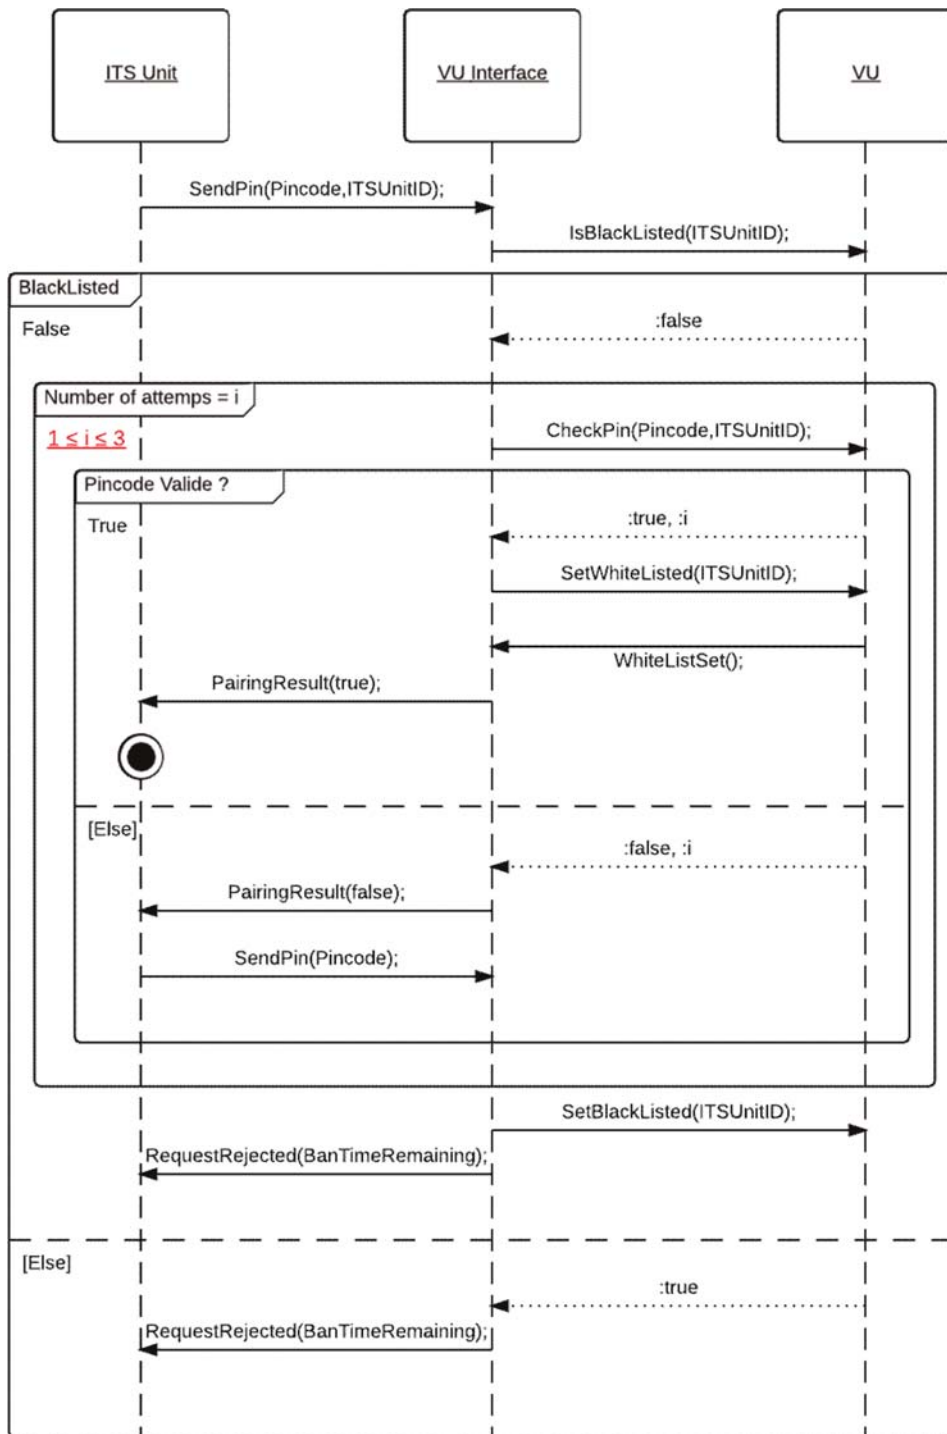 ITS Unit
VU Interface
VU
SendPin(Pincode,ITSUnitID);
IsBlackListed(ITSUnitID);
BlackListed
False
:false
Number of attemps = i
1 ≤ i ≤ 3
CheckPin(Pincode,ITSUnitID);
Pincode Valide ?
True
:true, :i
SetWhiteListed(ITSUnitID);
WhiteListSet();
PairingResult(true);
[Else]
:false, :i
PairingResult(false);
SendPin(Pincode);
SetBlackListed(ITSUnitID);
RequestRejected(BanTimeRemaining);
[Else]
:true
RequestRejected(BanTimeRemaining);